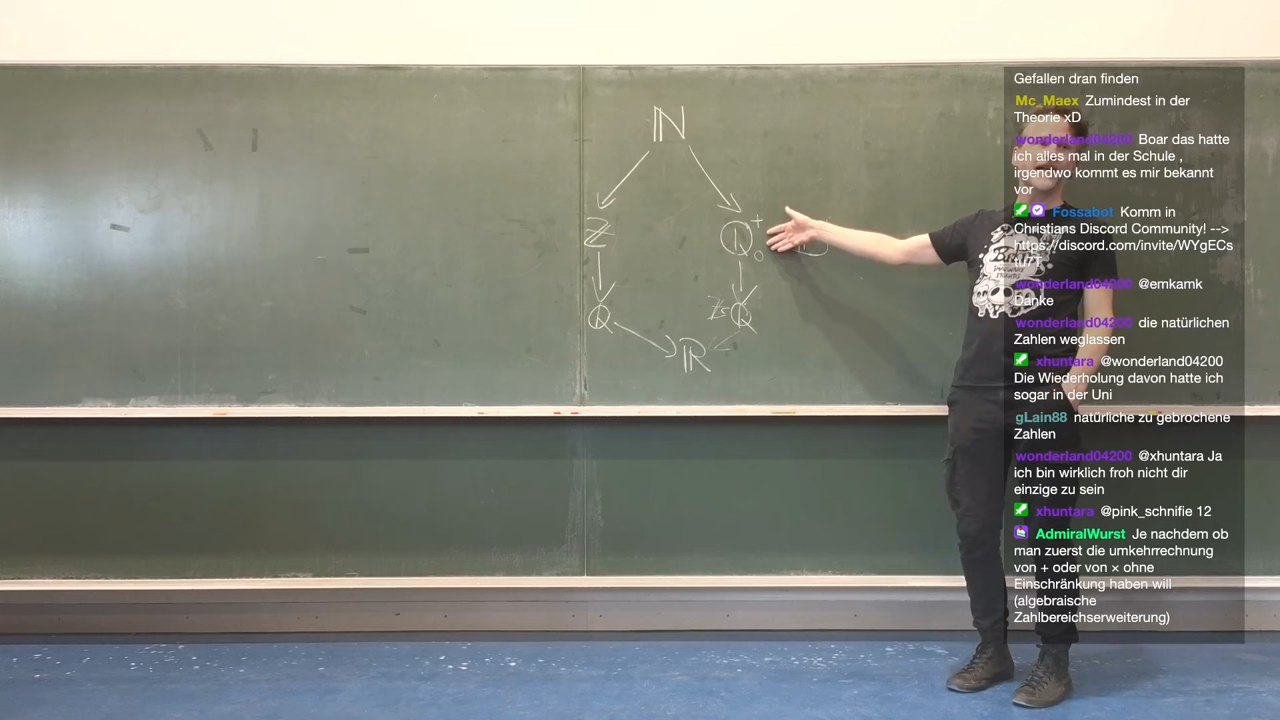 ℕ
ℤ
ℚ + 0
ℚ
ℚ
ℝ
Gefallen dran finden
Mc_Maex Zumindest in der
Theorie xD
wonderland04200 Boar das hatte
ich alles mal in der Schule ,
irgendwo kommt es mir bekannt
vor
Fossabot Komm in
Christians Discord Community! -->
https://discord.com/invite/WYgECs
wonderland04200 @emkamk
Danke
wonderland04200 die natürlichen
Zahlen weglassen
xhuntara @wonderland04200
Die Wiederholung davon hatte ich
sogar in der Uni
gLain88 natürliche zu gebrochene
Zahlen
wonderland04200 @xhuntara Ja
ich bin wirklich froh nicht dir
einzige zu sein
xhuntara @pink_schnifie 12
AdmiralWurst Je nachdem ob
man zuerst die umkehrrechnung
von + oder von × ohne
Einschränkung haben will
(algebraische
Zahlbereichserweiterung)